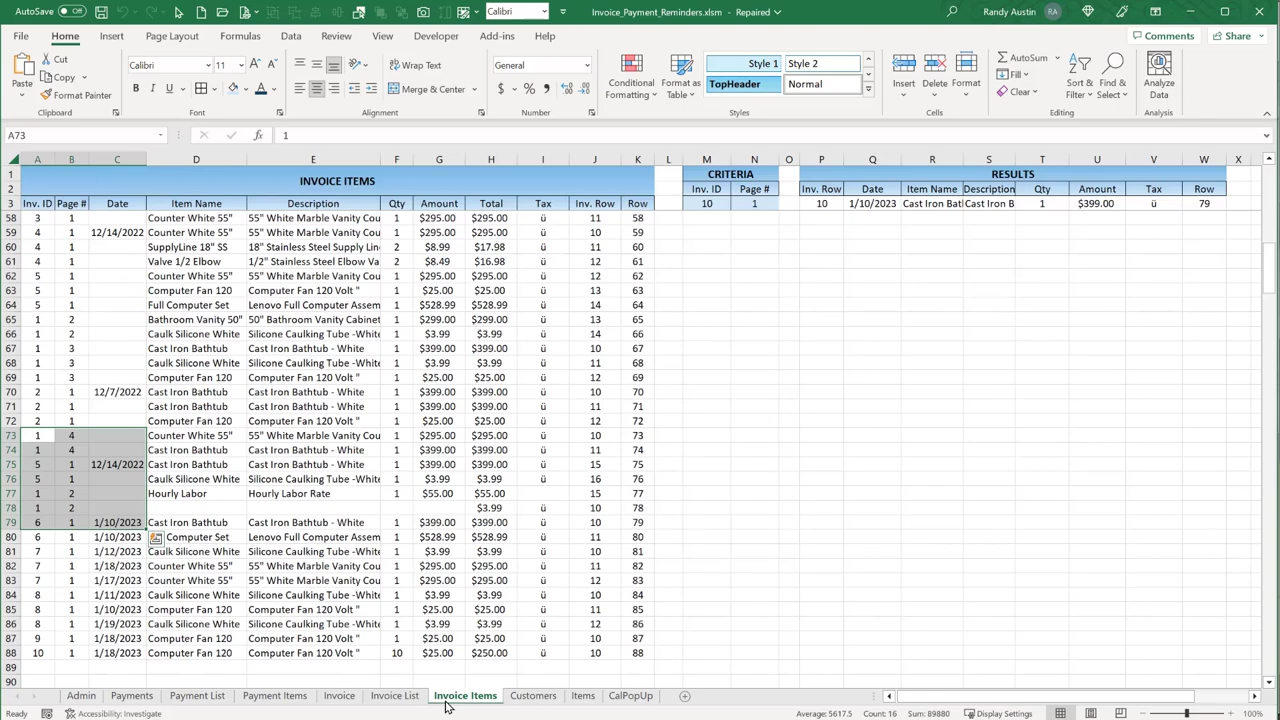 AutoSave Off Calibri Invoice_Payment_Reminders.xlsm - Repaired Randy Austin RA
File Home Insert Page Layout Formulas Data Review View Developer Add-ins Help Comments Share
Paste Cut Copy Format Painter Calibri 11 Wrap Text Merge & Center General Conditional Formatting Format as Table Style 1 Style 2 TopHeader Normal Insert Delete Format AutoSum Fill Clear Sort & Filter Find & Select Analyze Data
Clipboard Font Alignment Number Styles Cells Editing Analysis
A73 fx 1
A B C D E F G H I J K L M N O P Q R S T U V W X
1 INVOICE ITEMS CRITERIA RESULTS
2 Inv. ID Page # Inv. Row Date Item Name Description Qty Amount Tax Row
3 Inv. ID Page # Date Item Name Description Qty Amount Total Tax Inv. Row Row 10 1 10 1/10/2023 Cast Iron Bat Cast Iron B 1 $399.00 ü 79
58 3 1 Counter White 55" 55" White Marble Vanity Cou 1 $295.00 $295.00 ü 11 58
59 4 1 12/14/2022 Counter White 55" 55" White Marble Vanity Cou 1 $295.00 $295.00 ü 10 59
60 4 1 SupplyLine 18" SS 18" Stainless Steel Supply Line 2 $8.99 $17.98 ü 11 60
61 4 1 Valve 1/2 Elbow 1/2" Stainless Steel Elbow Va 2 $8.49 $16.98 ü 12 61
62 5 1 Counter White 55" 55" White Marble Vanity Cou 1 $295.00 $295.00 ü 12 62
63 5 1 Computer Fan 120 Computer Fan 120 Volt " 1 $25.00 $25.00 ü 13 63
64 5 1 Full Computer Set Lenovo Full Computer Assem 1 $528.99 $528.99 ü 14 64
65 1 2 Bathroom Vanity 50" 50" Bathroom Vanity Cabinet 1 $299.00 $299.00 ü 13 65
66 1 2 Caulk Silicone White Silicone Caulking Tube -White 1 $3.99 $3.99 ü 14 66
67 1 3 Cast Iron Bathtub Cast Iron Bathtub - White 1 $399.00 $399.00 ü 10 67
68 1 3 Caulk Silicone White Silicone Caulking Tube -White 1 $3.99 $3.99 ü 11 68
69 1 3 Computer Fan 120 Computer Fan 120 Volt " 1 $25.00 $25.00 ü 12 69
70 2 1 12/7/2022 Cast Iron Bathtub Cast Iron Bathtub - White 1 $399.00 $399.00 ü 10 70
71 2 1 Cast Iron Bathtub Cast Iron Bathtub - White 1 $399.00 $399.00 ü 11 71
72 2 1 Computer Fan 120 Computer Fan 120 Volt " 1 $25.00 $25.00 ü 12 72
73 1 4 Counter White 55" 55" White Marble Vanity Cou 1 $295.00 $295.00 ü 10 73
74 1 4 Cast Iron Bathtub Cast Iron Bathtub - White 1 $399.00 $399.00 ü 11 74
75 5 1 12/14/2022 Cast Iron Bathtub Cast Iron Bathtub - White 1 $399.00 $399.00 ü 15 75
76 5 1 Caulk Silicone White Silicone Caulking Tube -White 1 $3.99 $3.99 ü 16 76
77 1 2 Hourly Labor Hourly Labor Rate 1 $55.00 $55.00 15 77
78 1 2 $3.99 ü 10 78
79 6 1 1/10/2023 Cast Iron Bathtub Cast Iron Bathtub - White 1 $399.00 $399.00 ü 10 79
80 6 1 1/10/2023 Computer Set Lenovo Full Computer Assem 1 $528.99 $528.99 ü 11 80
81 7 1 1/12/2023 Caulk Silicone White Silicone Caulking Tube -White 1 $3.99 $3.99 ü 10 81
82 7 1 1/18/2023 Counter White 55" 55" White Marble Vanity Cou 1 $295.00 $295.00 ü 11 82
83 7 1 1/17/2023 Counter White 55" 55" White Marble Vanity Cou 1 $295.00 $295.00 ü 12 83
84 8 1 1/11/2023 Caulk Silicone White Silicone Caulking Tube -White 1 $3.99 $3.99 ü 10 84
85 8 1 1/10/2023 Computer Fan 120 Computer Fan 120 Volt " 1 $25.00 $25.00 ü 11 85
86 8 1 1/19/2023 Caulk Silicone White Silicone Caulking Tube -White 1 $3.99 $3.99 ü 12 86
87 9 1 1/18/2023 Computer Fan 120 Computer Fan 120 Volt " 1 $25.00 $25.00 ü 10 87
88 10 1 1/18/2023 Computer Fan 120 Computer Fan 120 Volt " 10 $25.00 $250.00 ü 10 88
89
90
Admin Payments Payment List Payment Items Invoice Invoice List Invoice Items Customers Items CalPopUp
Ready Accessibility: Investigate Average: 5617.5 Count: 16 Sum: 89880 Display Settings 100%